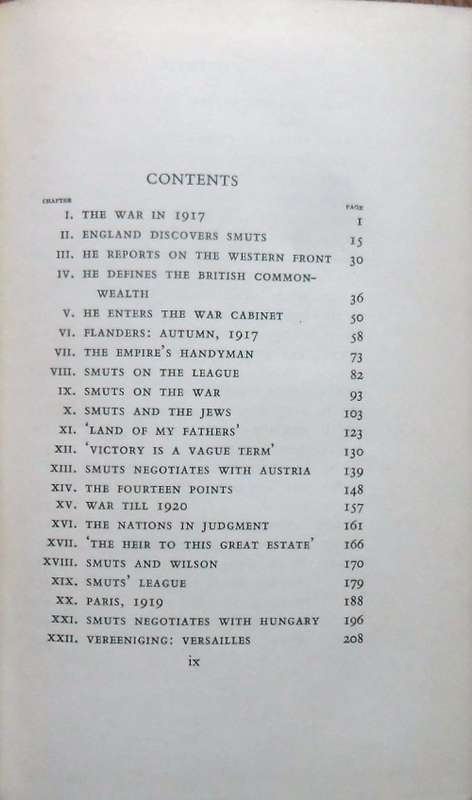 CONTENTS
CHAPTER PAGE
I. THE WAR IN 1917 1
II. ENGLAND DISCOVERS SMUTS 15
III. HE REPORTS ON THE WESTERN FRONT 30
IV. HE DEFINES THE BRITISH COMMON-
WEALTH 36
V. HE ENTERS THE WAR CABINET 50
VI. FLANDERS: AUTUMN, 1917 58
VII. THE EMPIRE'S HANDYMAN 73
VIII. SMUTS ON THE LEAGUE 82
IX. SMUTS ON THE WAR 93
X. SMUTS AND THE JEWS 103
XI. 'LAND OF MY FATHERS' 123
XII. 'VICTORY IS A VAGUE TERM' 130
XIII. SMUTS NEGOTIATES WITH AUSTRIA 139
XIV. THE FOURTEEN POINTS 148
XV. WAR TILL 1920 157
XVI. THE NATIONS IN JUDGMENT 161
XVII. 'THE HEIR TO THIS GREAT ESTATE' 166
XVIII. SMUTS AND WILSON 170
XIX. SMUTS' LEAGUE 179
XX. PARIS, 1919 188
XXI. SMUTS NEGOTIATES WITH HUNGARY 196
XXII. VEREENIGING: VERSAILLES 208
ix